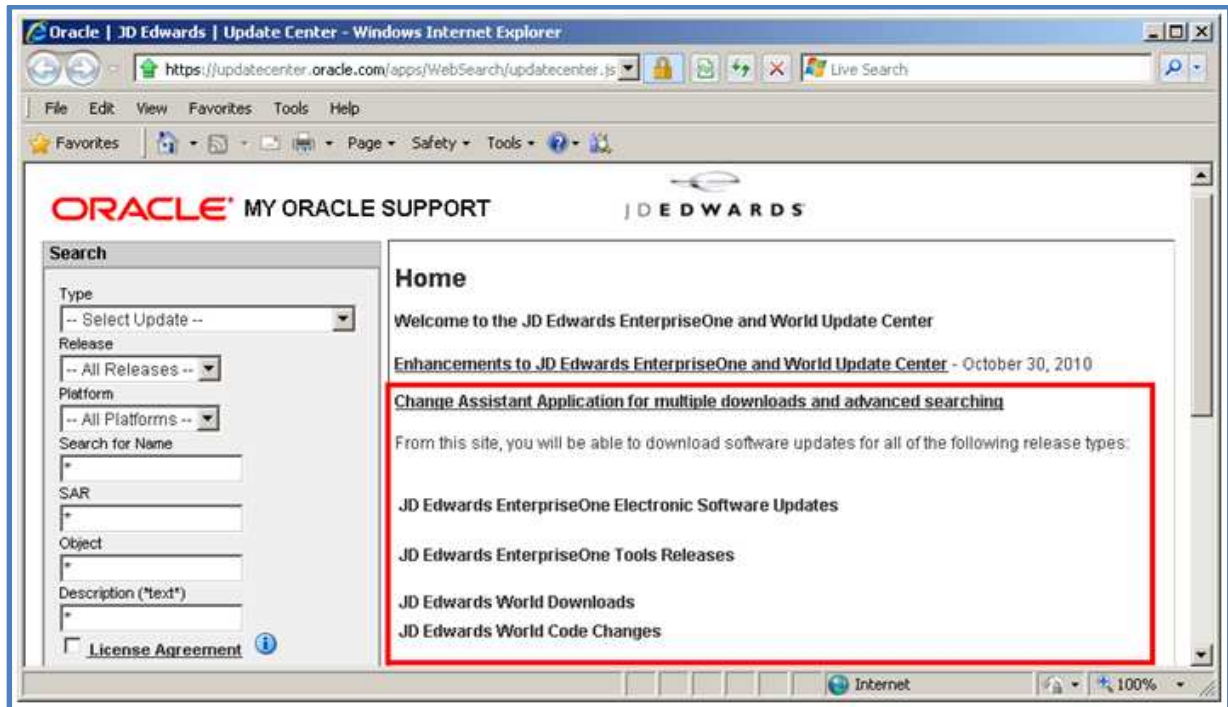 Oracle | JD Edwards | Update Center - Windows Internet Explorer
https://updatecenter.oracle.com/apps/WebSearch/updatecenter.js
Live Search
File Edit View Favorites Tools Help
Favorites
Page Safety Tools
ORACLE MY ORACLE SUPPORT
JD EDWARDS
Search
Type
-- Select Update --
Release
-- All Releases --
Platform
-- All Platforms --
Search for Name
*
SAR
*
Object
*
Description (*text*)
*
License Agreement
Home
Welcome to the JD Edwards EnterpriseOne and World Update Center
Enhancements to JD Edwards EnterpriseOne and World Update Center - October 30, 2010
Change Assistant Application for multiple downloads and advanced searching
From this site, you will be able to download software updates for all of the following release types:
JD Edwards EnterpriseOne Electronic Software Updates
JD Edwards EnterpriseOne Tools Releases
JD Edwards World Downloads
JD Edwards World Code Changes
Internet
100%